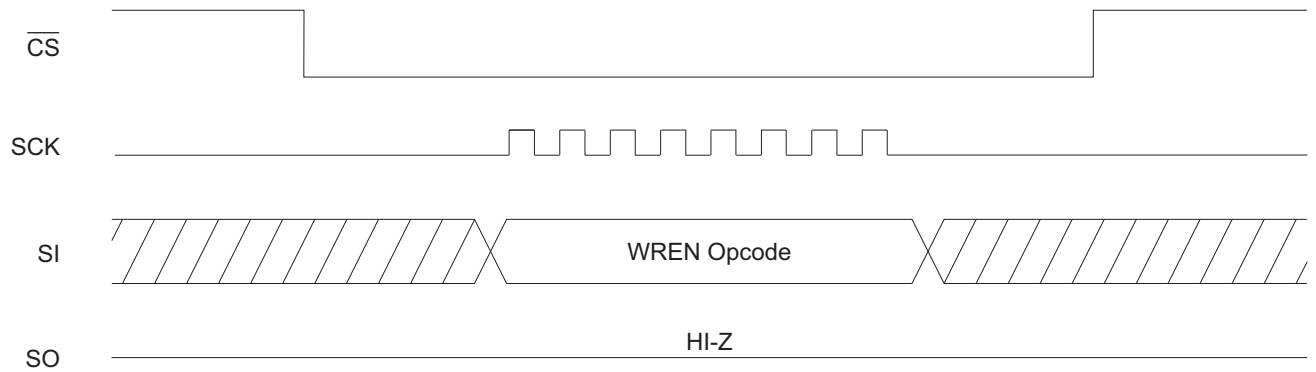 CS
SCK
SI
WREN Opcode
HI-Z
SO